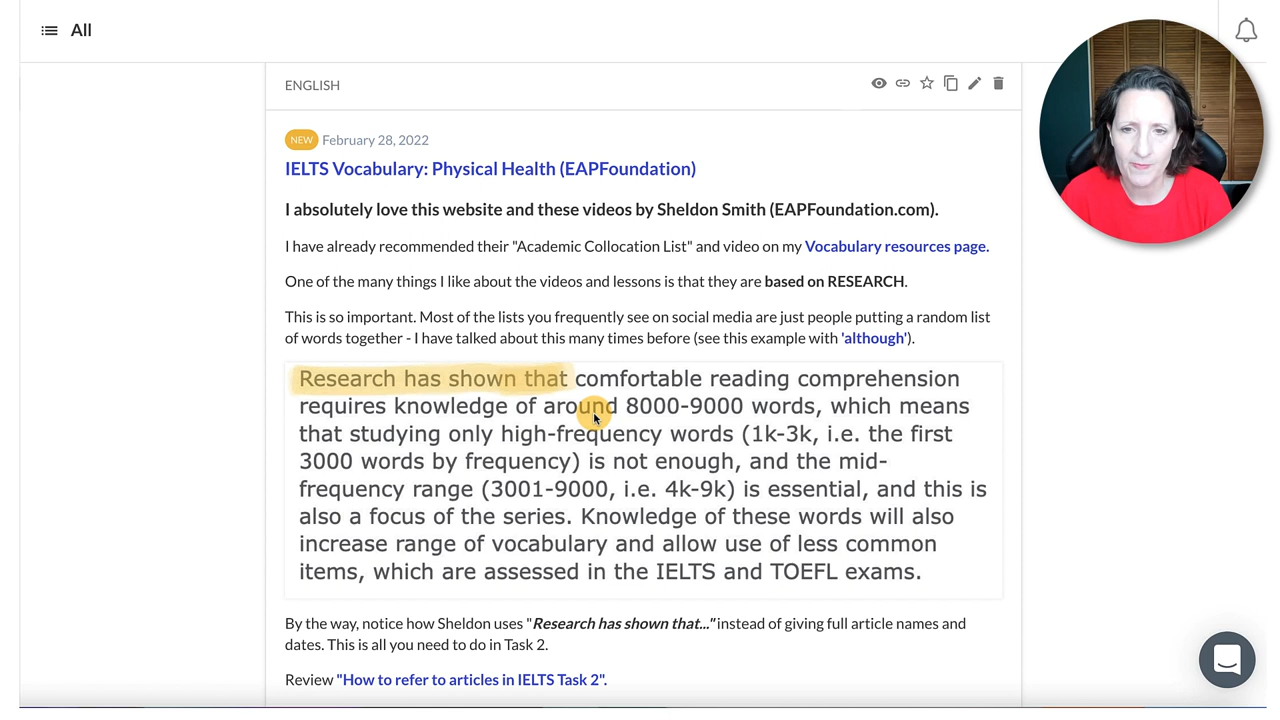 All
ENGLISH
NEW February 28, 2022
IELTS Vocabulary: Physical Health (EAPFoundation)
I absolutely love this website and these videos by Sheldon Smith (EAPFoundation.com).
I have already recommended their "Academic Collocation List" and video on my Vocabulary resources page.
One of the many things I like about the videos and lessons is that they are based on RESEARCH.
This is so important. Most of the lists you frequently see on social media are just people putting a random list
of words together - I have talked about this many times before (see this example with 'although').
Research has shown that comfortable reading comprehension
requires knowledge of around 8000-9000 words, which means
that studying only high-frequency words (1k-3k, i.e. the first
3000 words by frequency) is not enough, and the mid-
frequency range (3001-9000, i.e. 4k-9k) is essential, and this is
also a focus of the series. Knowledge of these words will also
increase range of vocabulary and allow use of less common
items, which are assessed in the IELTS and TOEFL exams.
By the way, notice how Sheldon uses "Research has shown that..." instead of giving full article names and
dates. This is all you need to do in Task 2.
Review "How to refer to articles in IELTS Task 2".